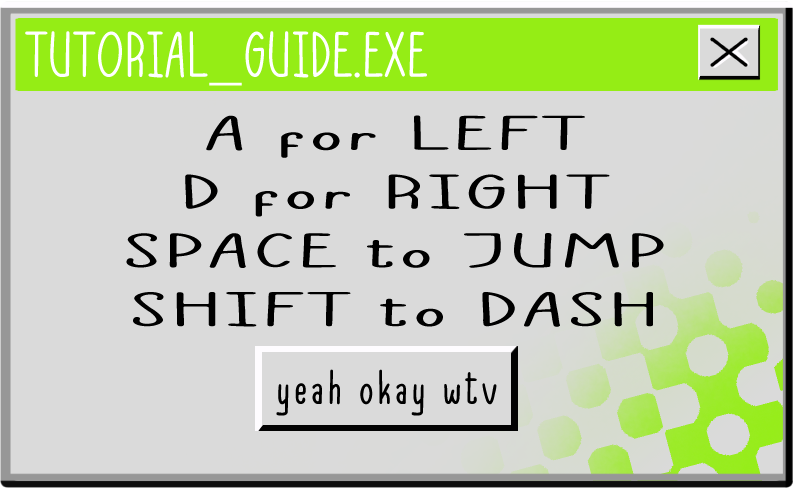 TUTORIAL_GUIDE.EXE
A for LEFT
D for RIGHT
SPACE to JUMP
SHIFT to DASH
yeah okay wtv